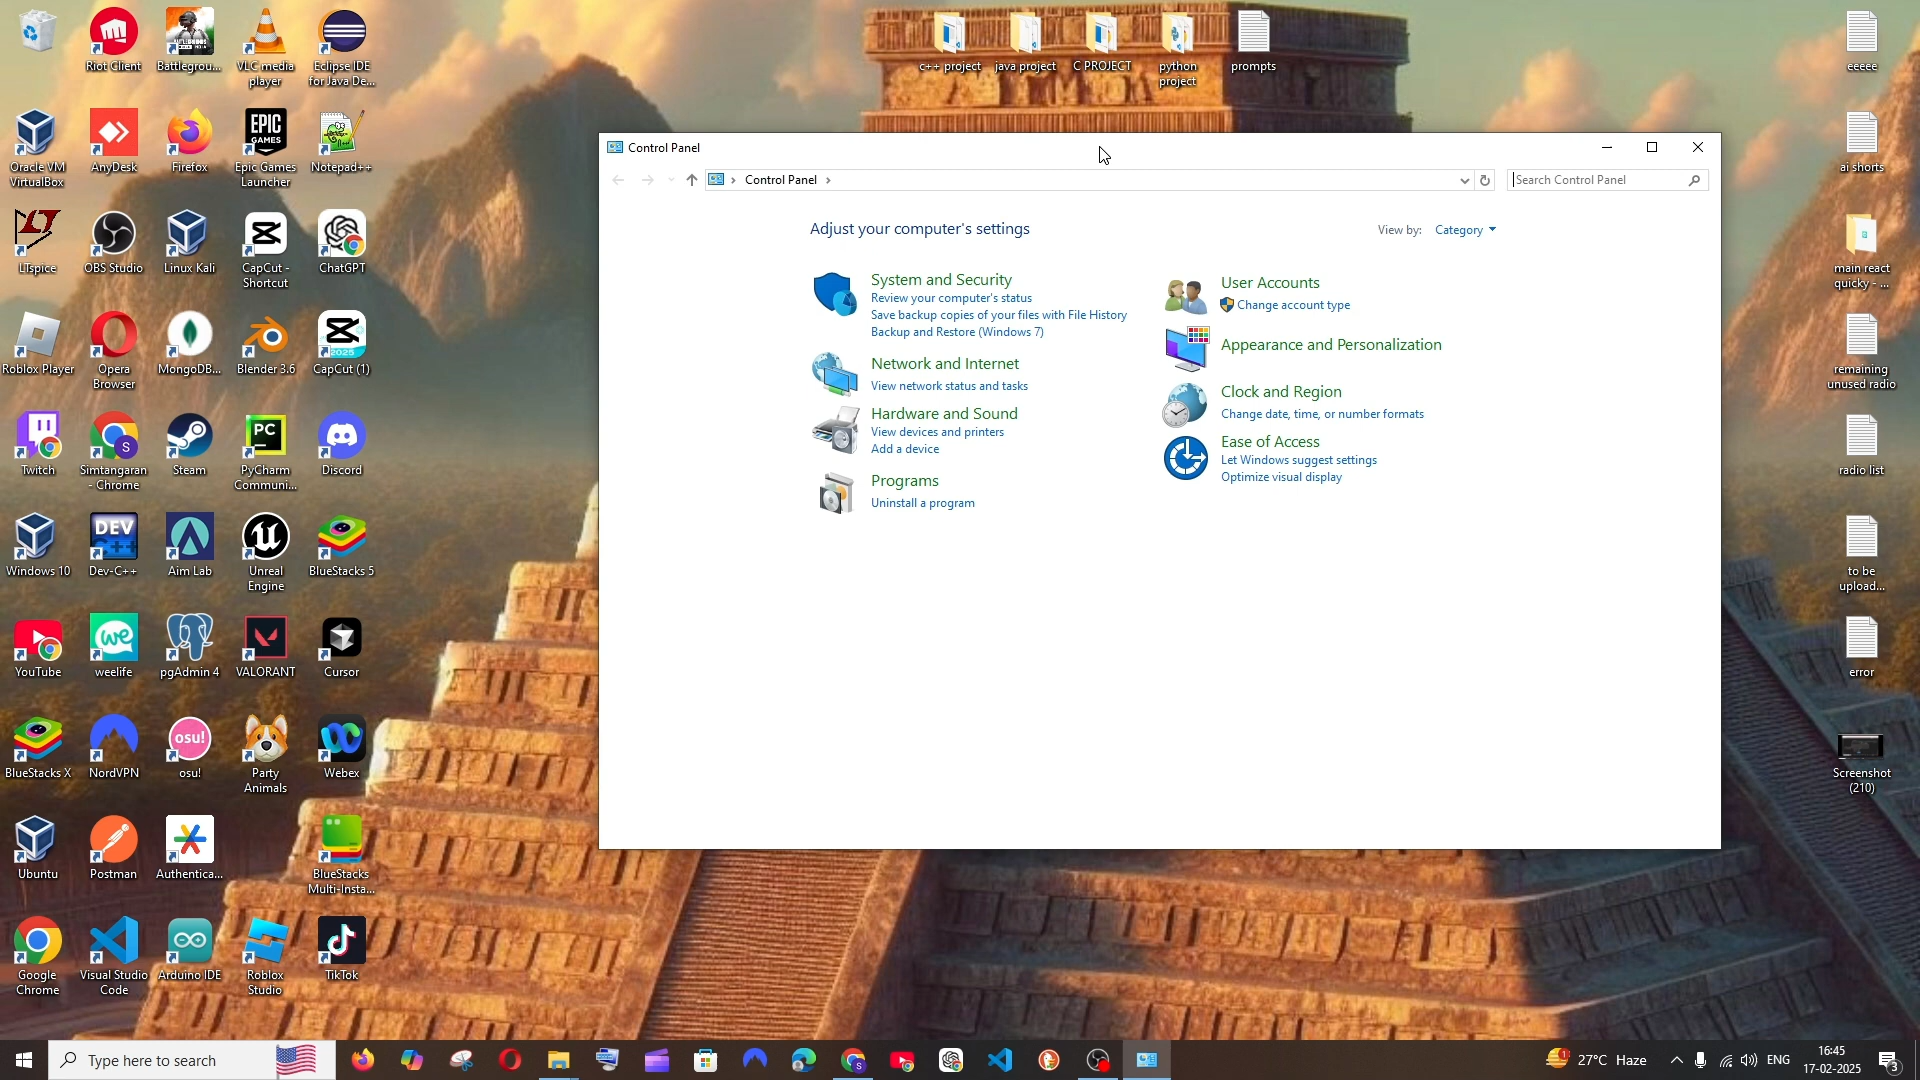 Riot Client
Battlegrou...
VLC media
player
Eclipse IDE
for Java De...
Oracle VM
VirtualBox
AnyDesk
Firefox
EPIC
GAMES
Epic Games
Launcher
Notepad++
LTspice
OBS Studio
Linux Kali
CapCut -
Shortcut
ChatGPT
Roblox Player
Opera
Browser
MongoDB...
Blender 3.6
2025
CapCut (1)
Twitch
S
Simtangaran
- Chrome
Steam
PC
PyCharm
Communi...
Discord
Windows 10
DEV
C++
Dev-C++
Aim Lab
Unreal
Engine
BlueStacks 5
YouTube
we
weelife
pgAdmin 4
VALORANT
Cursor
BlueStacks X
NordVPN
osu!
osu!
Party
Animals
Webex
Ubuntu
Postman
Authentica...
BlueStacks
Multi-Insta...
Google
Chrome
Visual Studio
Code
Arduino IDE
Roblox
Studio
TikTok
c++ project
java project
C PROJECT
python
project
prompts
Control Panel
Control Panel
Search Control Panel
Adjust your computer's settings
View by: Category
System and Security
Review your computer's status
Save backup copies of your files with File History
Backup and Restore (Windows 7)
Network and Internet
View network status and tasks
Hardware and Sound
View devices and printers
Add a device
Programs
Uninstall a program
User Accounts
Change account type
Appearance and Personalization
Clock and Region
Change date, time, or number formats
Ease of Access
Let Windows suggest settings
Optimize visual display
eeeee
ai shorts
main react
quicky - ...
remaining
unused radio
radio list
to be
upload...
error
Screenshot
(210)
Type here to search
S
1
27°C Haze
ENG
16:45
17-02-2025
3